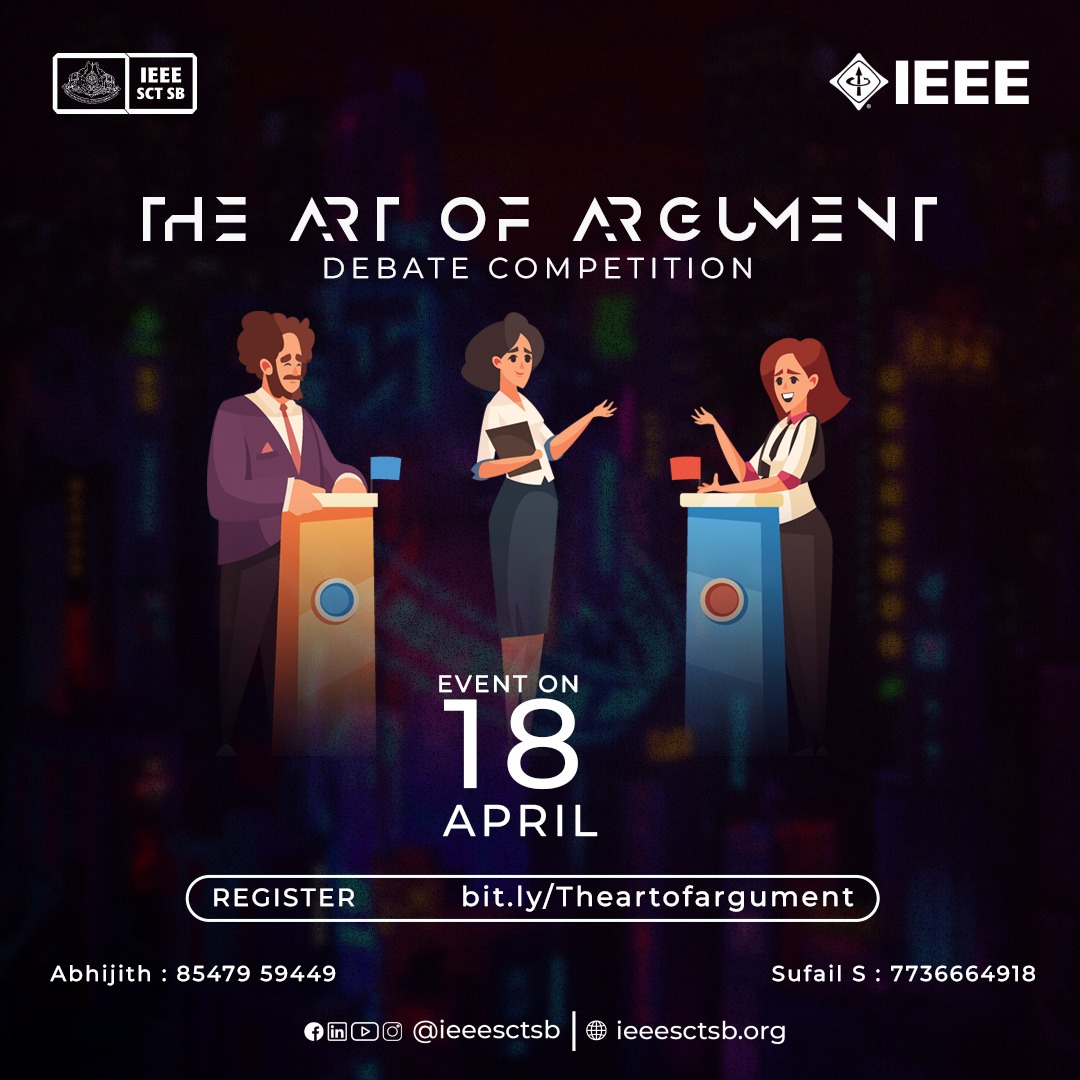 IEEE
SCT SB
IEEE
THE ART OF ARGUMENT
DEBATE COMPETITION
EVENT ON
18
APRIL
REGISTER bit.ly/Theartofargument
Abhijith : 85479 59449
Sufail S : 7736664918
@ieeesctsb | ieeesctsb.org